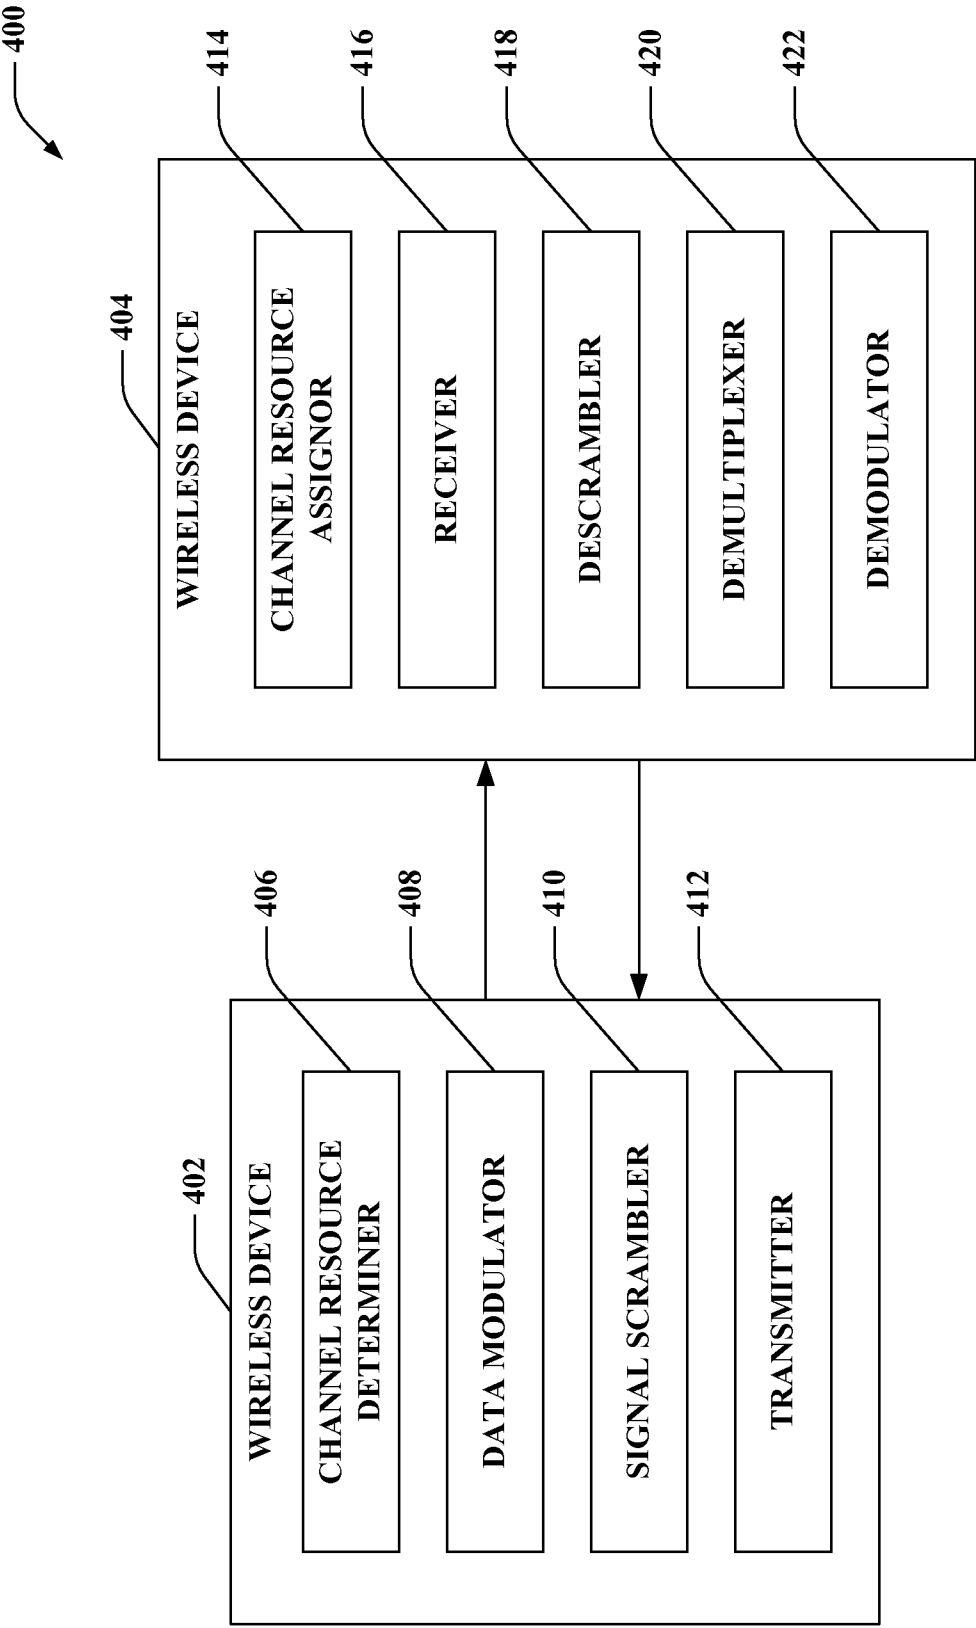 400
402
WIRELESS DEVICE
406
CHANNEL RESOURCE
DETERMINER
408
DATA MODULATOR
410
SIGNAL SCRAMBLER
412
TRANSMITTER
404
WIRELESS DEVICE
414
CHANNEL RESOURCE
ASSIGNOR
416
RECEIVER
418
DESCRAMBLER
420
DEMULTIPLEXER
422
DEMODULATOR